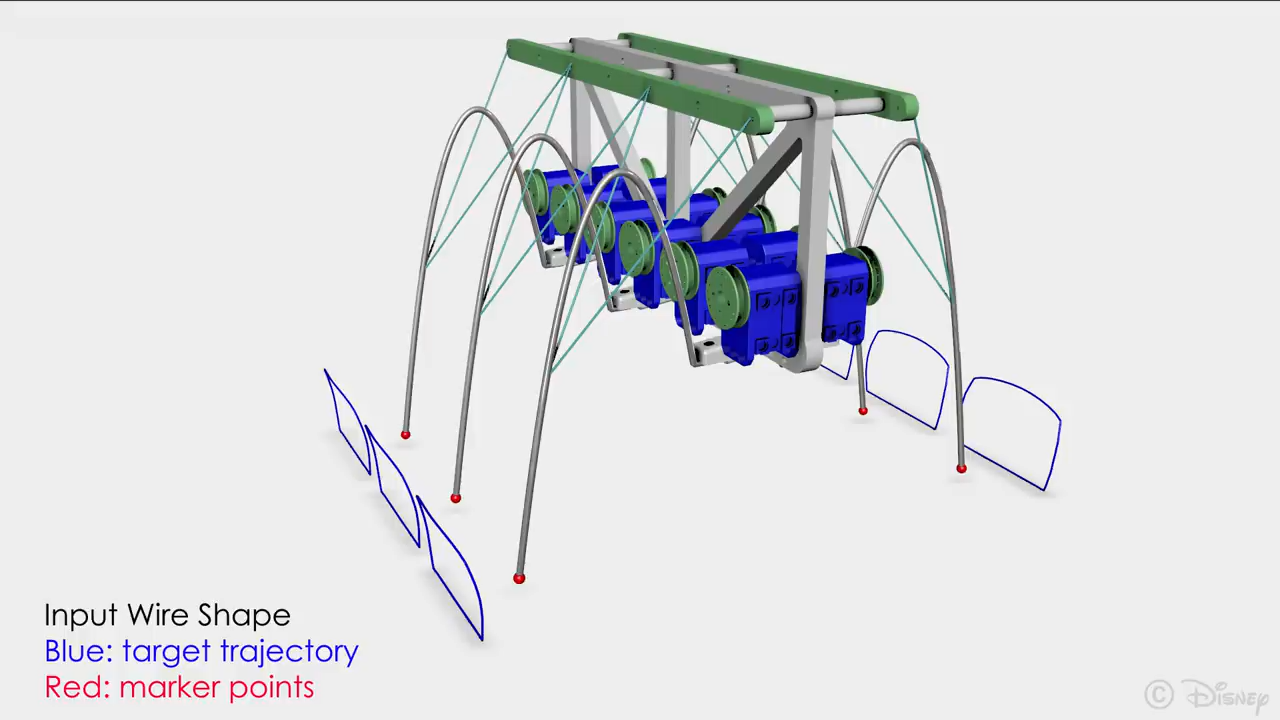 Input Wire Shape
Blue: target trajectory
Red: marker points
© Disney